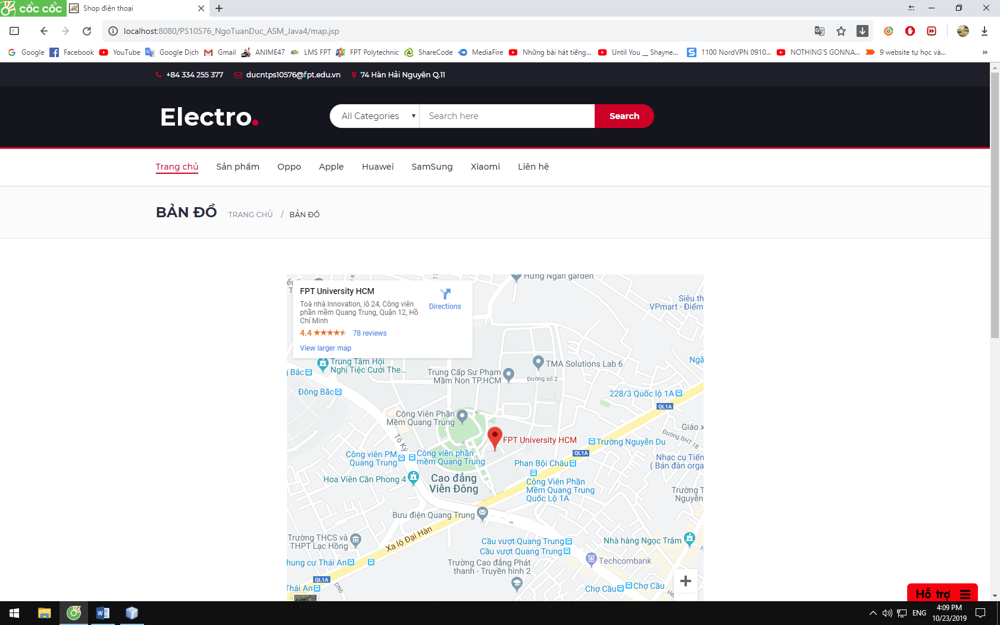 cốc cốc
Shop điện thoại
localhost:8080/PS10576_NgoTuanDuc_ASM_Java4/map.jsp
Google Facebook YouTube Google Dịch Gmail ANIME47 LMS FPT FPT Polytechnic ShareCode MediaFire Những bài hát tiếng... Until You __ Shayne... 1100 NordVPN 0910... NOTHING'S GONNA... 9 website tự học và... »
+84 334 255 377 ducntps10576@fpt.edu.vn 74 Hàn Hải Nguyên Q.11
Electro.
All Categories Search here Search
Trang chủ Sản phẩm Oppo Apple Huawei SamSung Xiaomi Liên hệ
BẢN ĐỒ TRANG CHỦ / BẢN ĐỒ
Hưng Ngân garden
FPT University HCM
Toà nhà Innovation, lô 24, Công viên
phần mềm Quang Trung, Quận 12, Hồ
Chí Minh
4.4 78 reviews
View larger map
Directions
Siêu th
VPmart - Điểm
Trung Tâm Hội
Nghị Tiệc Cưới The...
Bắc
Đông Bắc
Trung Cấp Sư Phạm
Mầm Non TP.HCM
TMA Solutions Lab 6
Đường số 2
Ngã
228/3 Quốc lộ 1A
QL1A
Công Viên Phần
Mềm Quang Trung
Giáo x
Đường ĐHT 18
Tô Ký
FPT University HCM
Trường Nguyễn Du
QL1A
Công viên PM
Quang Trung
Công viên phần
mềm Quang Trung
Phan Bội Châu
Nhạc cụ Tiến
( Bán đàn orga
Hoa Viên Cần Phong 4
Cao đẳng
Viễn Đông
Công Viên Phần
Mềm Quang Trung
Quốc Lộ 1A
Trường T
Nguyễn
Bưu điện Quang Trung
Xa lộ Đại Hàn
Trường THCS và
THPT Lạc Hồng
Cầu vượt Quang Trung
Cầu vượt Quang Trung
Nhà hàng Ngọc Trâm
hung cư Thái An
Trường Cao đẳng Phát
thanh - Truyền hình 2
Techcombank
QL1A
Thái An
DN6
Chợ Cầu
Chợ Cầu
+
Hỗ trợ
ENG
4:09 PM
10/23/2019